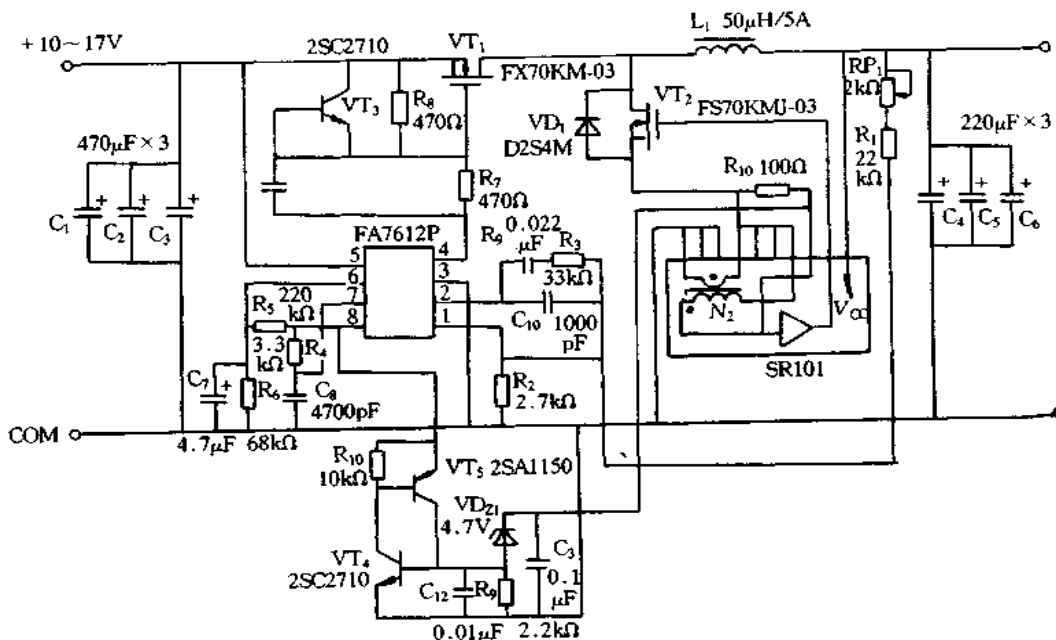 L₁ 50μH/5A
+10~17V
2SC2710
VT₁
FX70KM-03
RP₁
2kΩ
VT₃
R₈
470Ω
VT₂
FS70KMJ-03
VD₁
D2S4M
470μF×3
220μF×3
R₁
22
kΩ
R₁₀ 100Ω
R₇
470Ω
C₁
C₂
C₃
C₄
C₅
C₆
FA7612P
R₉
0.022
μF
R₃
33kΩ
5
6
7
8
4
3
2
1
C₁₀
1000
pF
N₂
V∞
SR101
220
kΩ
R₅
3.3
kΩ
R₄
C₇
R₆
C₈
4700pF
R₂
2.7kΩ
COM
4.7μF
68kΩ
R₁₀
10kΩ
VT₅ 2SA1150
VD₂₁
4.7V
VT₄
2SC2710
C₁₂
R₉
C₃
0.1
μF
0.01μF
2.2kΩ